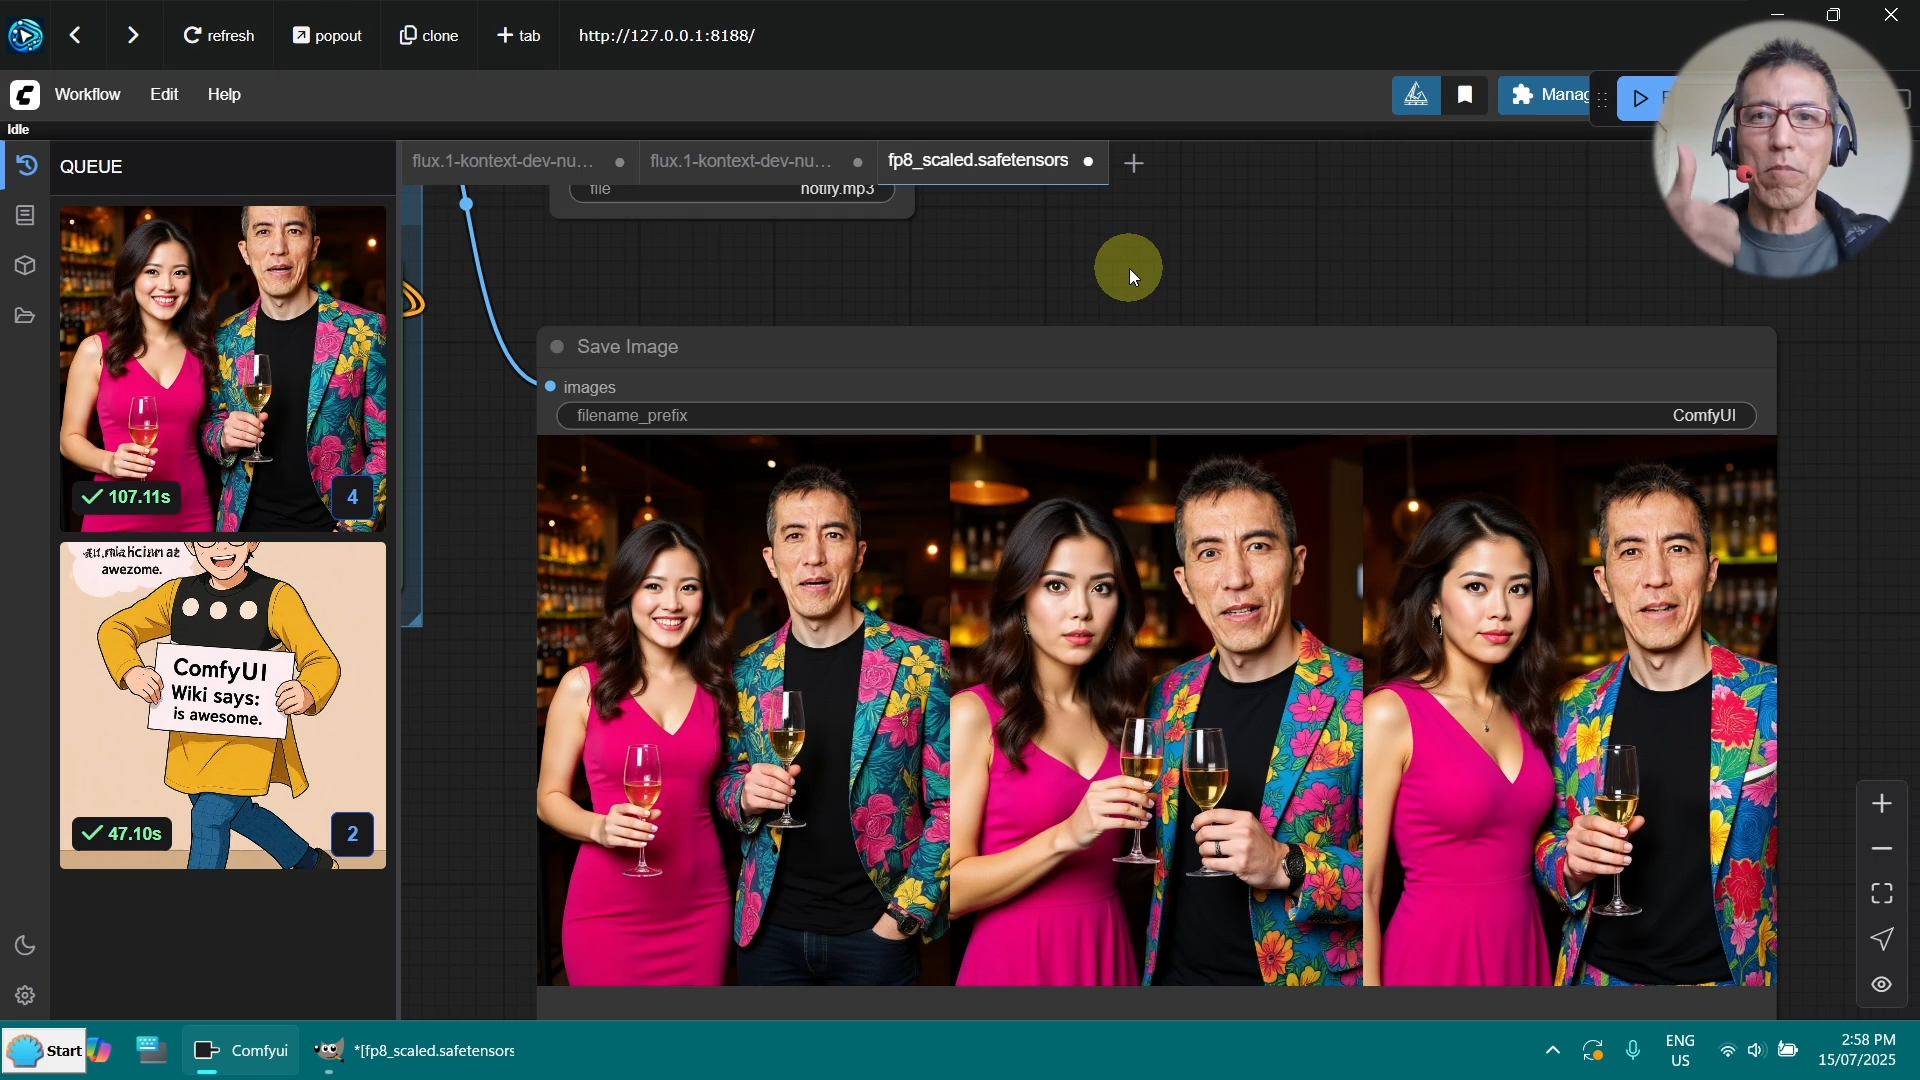 refresh
popout
clone
tab
http://127.0.0.1:8188/
Workflow
Edit
Help
Idle
QUEUE
flux.1-kontext-dev-nu...
flux.1-kontext-dev-nu...
fp8_scaled.safetensors
file
notify.mp3
Save Image
images
filename_prefix
ComfyUI
107.11s
4
awezome.
ComfyUI
Wiki says:
is awesome.
47.10s
2
Start
Comfyui
*[fp8_scaled.safetensors
ENG
US
2:58 PM
15/07/2025